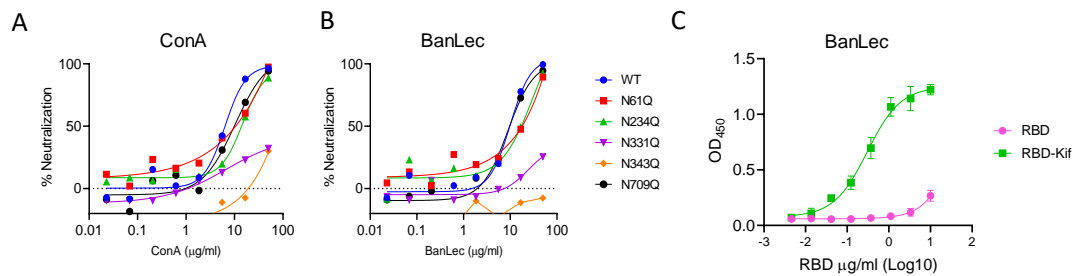 A
ConA
% Neutralization
100
50
0
0.01
0.1
1
10
100
ConA (μg/ml)
B
BanLec
% Neutralization
100
50
0
0.01
0.1
1
10
100
BanLec (μg/ml)
WT
N61Q
N234Q
N331Q
N343Q
N709Q
C
BanLec
OD450
1.5
1.0
0.5
0.0
-3
-2
-1
0
1
2
RBD μg/ml (Log10)
RBD
RBD-Kif